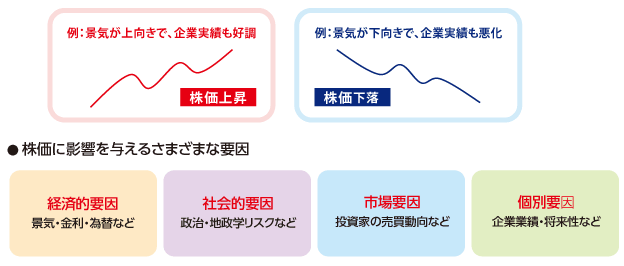 例：景気が上向きで、企業実績も好調
株価上昇
例：景気が下向きで、企業実績も悪化
株価下落
● 株価に影響を与えるさまざまな要因
経済的要因
景気・金利・為替など
社会的要因
政治・地政学リスクなど
市場要因
投資家の売買動向など
個別要因
企業業績・将来性など